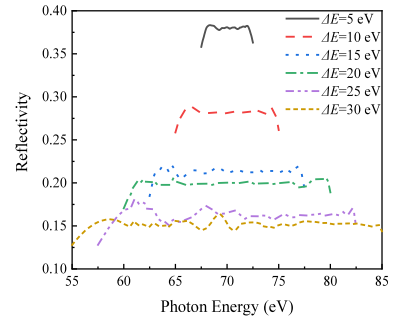 0.40
0.35
0.30
0.25
0.20
0.15
0.10
Reflectivity
ΔE=5 eV
ΔE=10 eV
ΔE=15 eV
ΔE=20 eV
ΔE=25 eV
ΔE=30 eV
55 60 65 70 75 80 85
Photon Energy (eV)